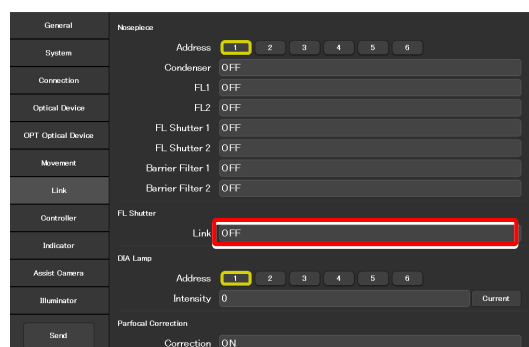 General
System
Connection
Optical Device
OPT Optical Device
Movement
Link
Controller
Indicator
Assist Camera
Illuminator
Send
Nosepiece
Address 1 2 3 4 5 6
Condenser OFF
FL1 OFF
FL2 OFF
FL Shutter 1 OFF
FL Shutter 2 OFF
Barrier Filter 1 OFF
Barrier Filter 2 OFF
FL Shutter
Link OFF
DIA Lamp
Address 1 2 3 4 5 6
Intensity 0 Current
Parfocal Correction
Correction ON